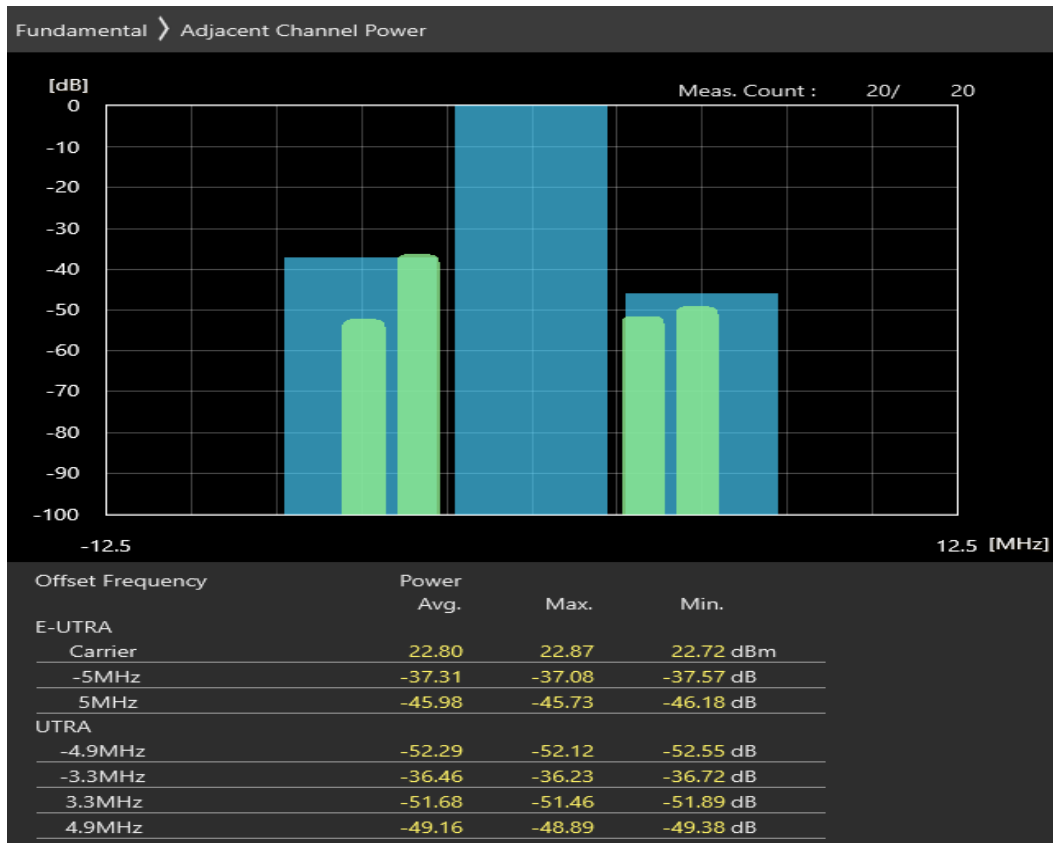 Fundamental 〉 Adjacent Channel Power
[dB]
Meas. Count : 20/ 20
0
-10
-20
-30
-40
-50
-60
-70
-80
-90
-100
-12.5 12.5 [MHz]
Offset Frequency Power
Avg. Max. Min.
E-UTRA
Carrier 22.80 22.87 22.72 dBm
-5MHz -37.31 -37.08 -37.57 dB
5MHz -45.98 -45.73 -46.18 dB
UTRA
-4.9MHz -52.29 -52.12 -52.55 dB
-3.3MHz -36.46 -36.23 -36.72 dB
3.3MHz -51.68 -51.46 -51.89 dB
4.9MHz -49.16 -48.89 -49.38 dB